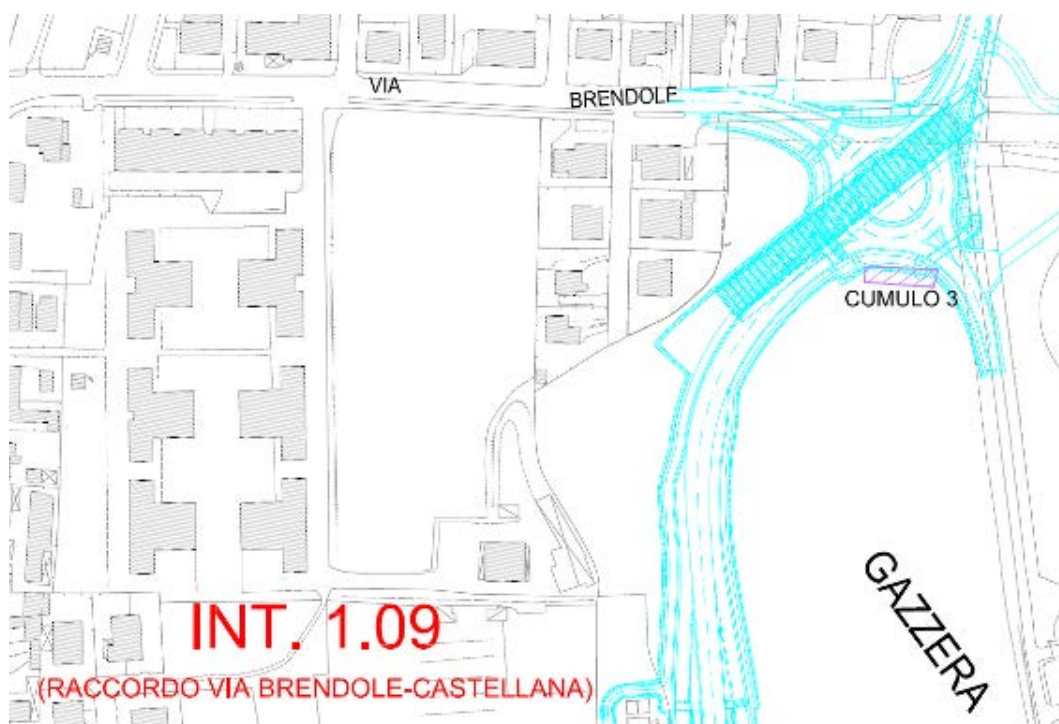 VIA
BRENDOLE
CUMULO 3
GAZZERA
INT. 1.09
(RACCORDO VIA BRENDOLE-CASTELLANA)